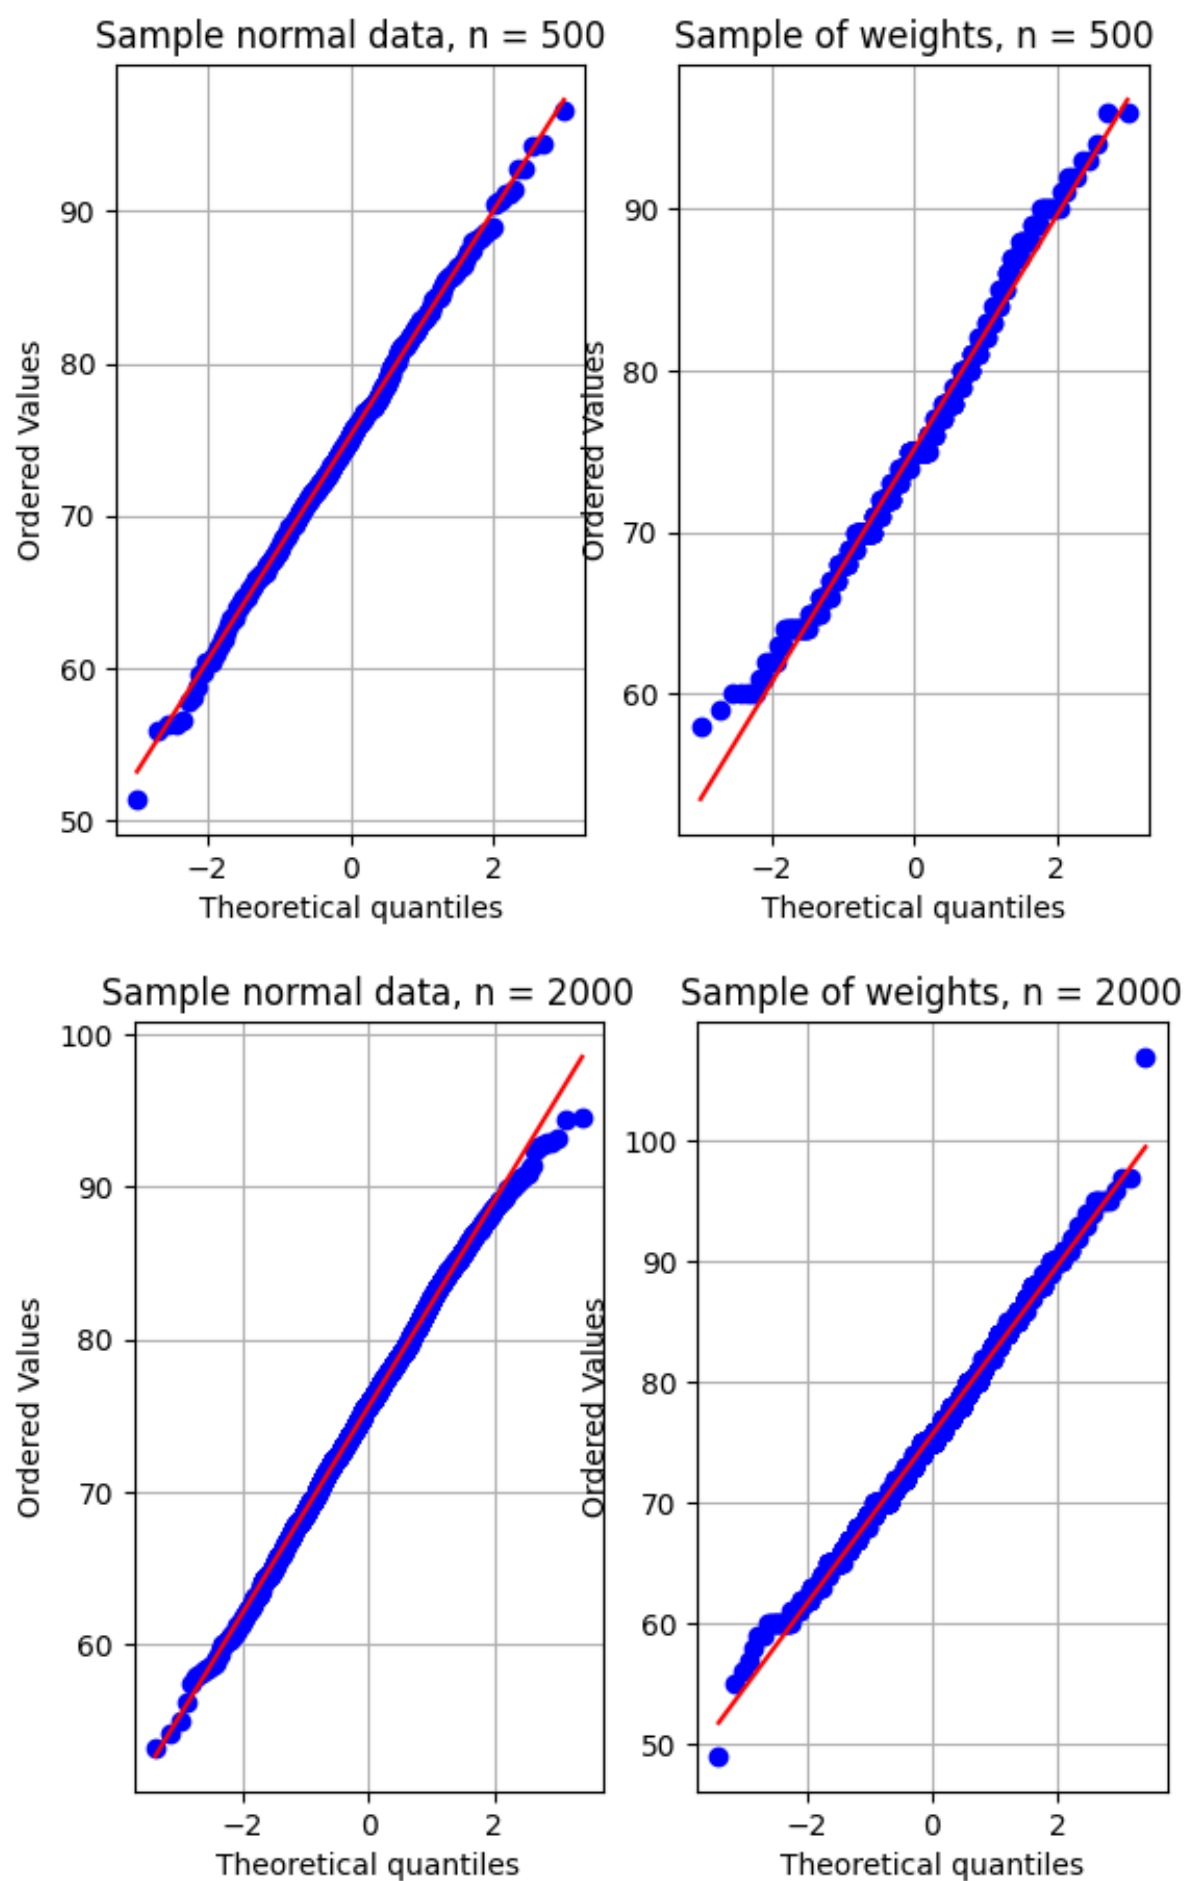 Sample normal data, n = 500
90
80
70
60
50
Ordered Values
−2 0 2
Theoretical quantiles
Sample of weights, n = 500
90
80
70
60
Ordered Values
−2 0 2
Theoretical quantiles
Sample normal data, n = 2000
100
90
80
70
60
Ordered Values
−2 0 2
Theoretical quantiles
Sample of weights, n = 2000
100
90
80
70
60
50
Ordered Values
−2 0 2
Theoretical quantiles